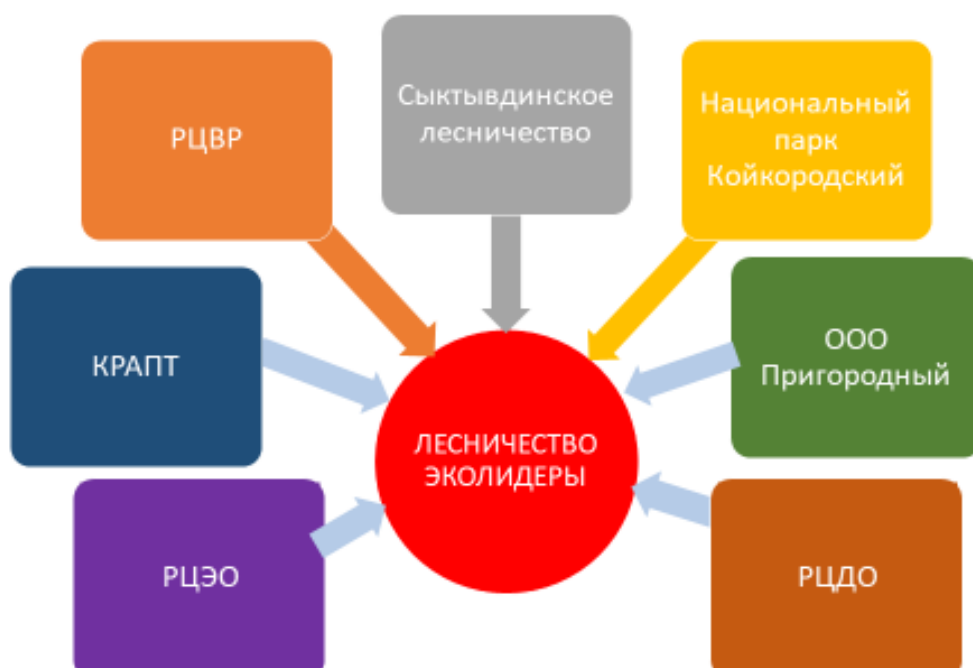 РЦВР
Сыктывдинское
лесничество
Национальный
парк
Койкородский
КРАПТ
ООО
Пригородный
ЛЕСНИЧЕСТВО
ЭКОЛИДЕРЫ
РЦЭО
РЦДО